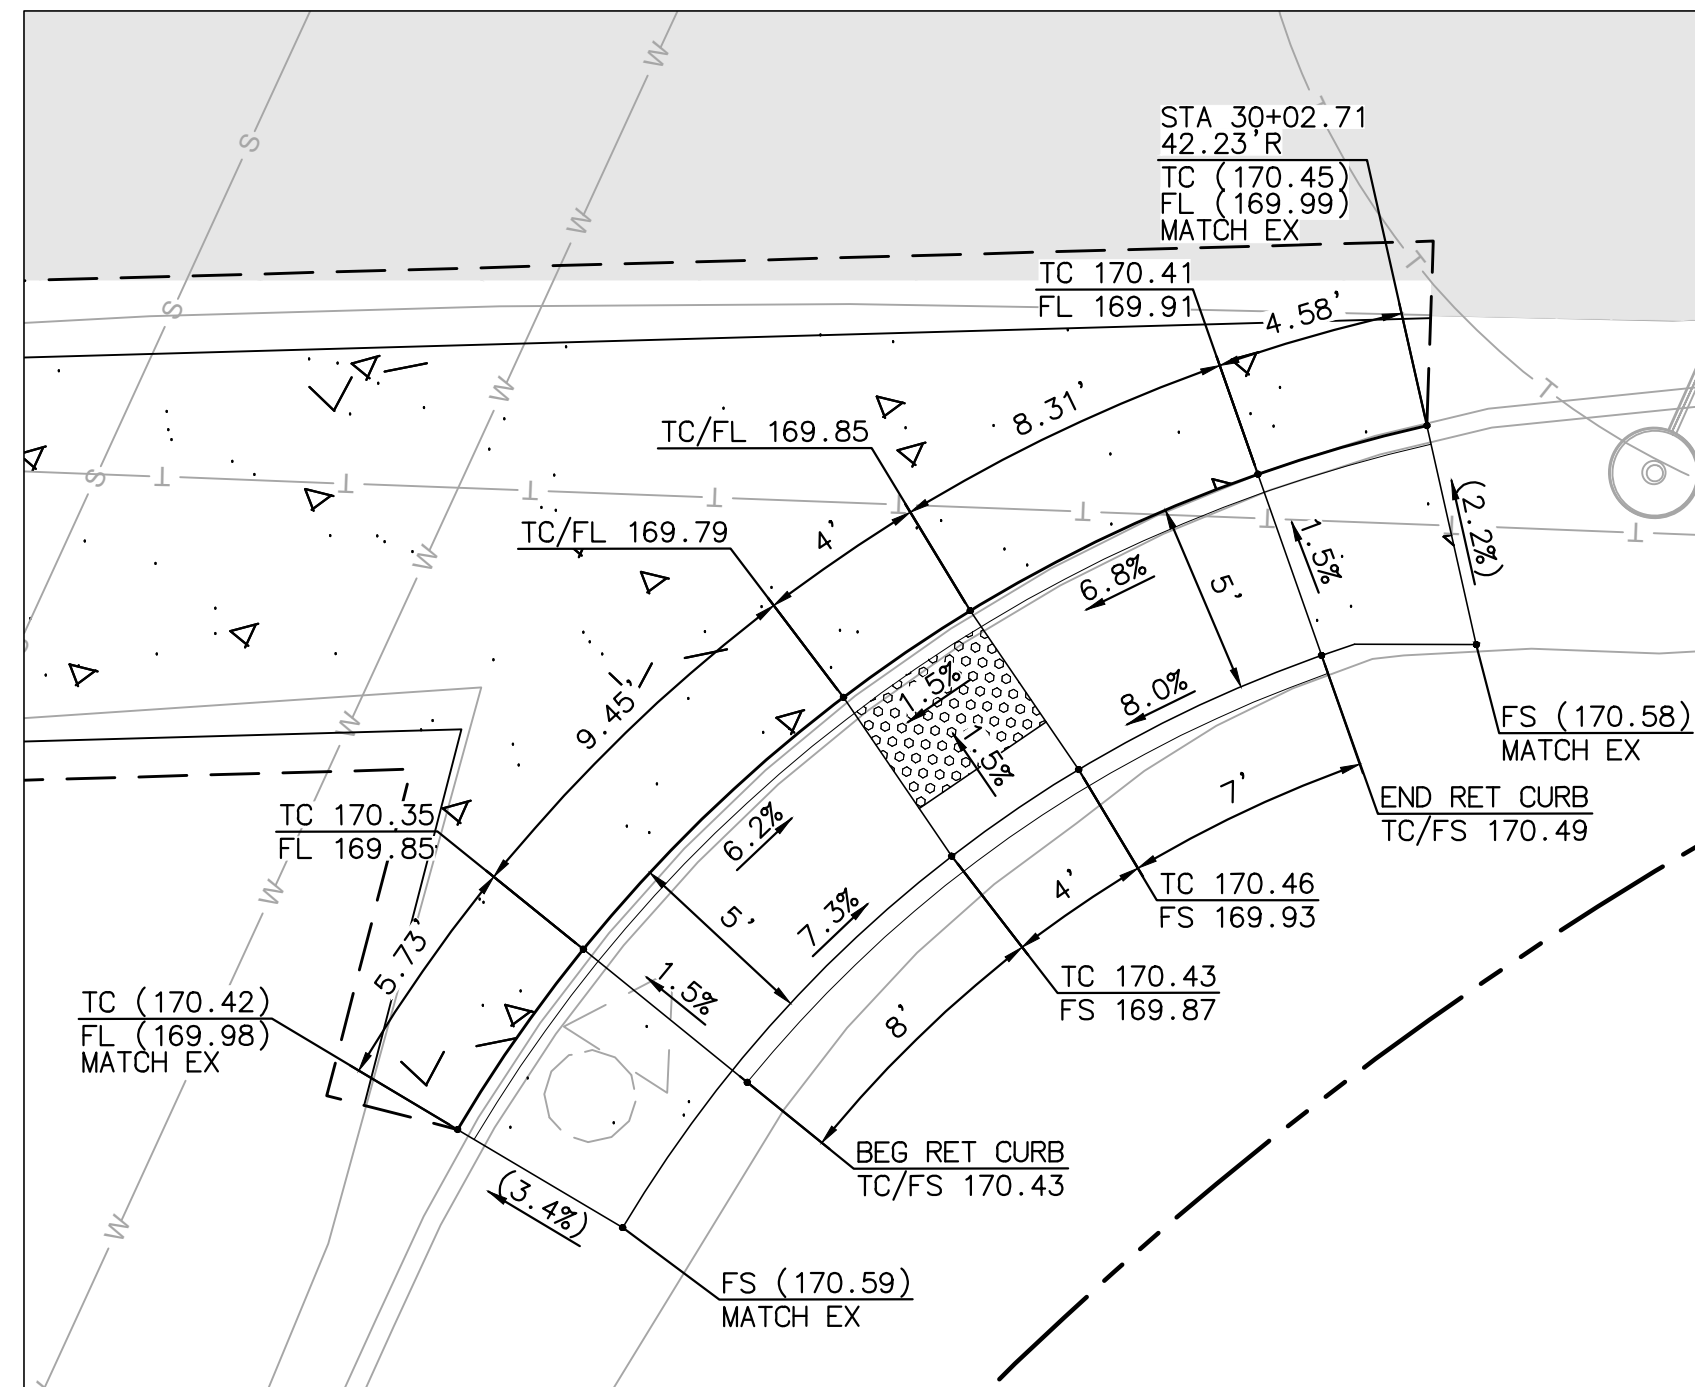 S
W
STA 30+02.71
42.23'R
TC (170.45)
FL (169.99)
MATCH EX
T
W
S
T
TC 170.41
FL 169.91
4.58'
W
T
8.31'
TC/FL 169.85
S
T
T
T
T
T
T
T
T
T
(2.2%)
4'
TC/FL 169.79
1.5%
W
6.8%
5'
1.5%
8.0%
9.45'
W
1.5%
FS (170.58)
MATCH EX
7'
END RET CURB
TC/FS 170.49
TC 170.35
FL 169.85
6.2%
W
4'
TC 170.46
FS 169.93
7.3%
5'
5.73'
1.5%
TC 170.43
FS 169.87
8'
TC (170.42)
FL (169.98)
MATCH EX
BEG RET CURB
TC/FS 170.43
(3.4%)
W
FS (170.59)
MATCH EX